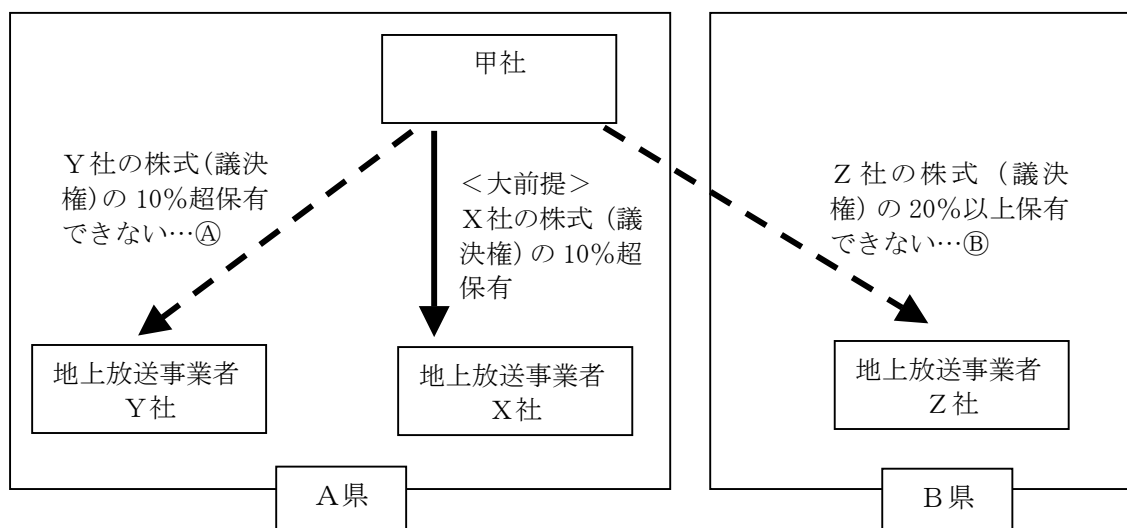 甲社
Y社の株式(議決
権)の10%超保有
できない…Ⓐ
<大前提>
X社の株式(議
決権)の10%超
保有
Z社の株式(議決
権)の20%以上保有
できない…Ⓑ
地上放送事業者
Y社
地上放送事業者
X社
地上放送事業者
Z社
A県
B県